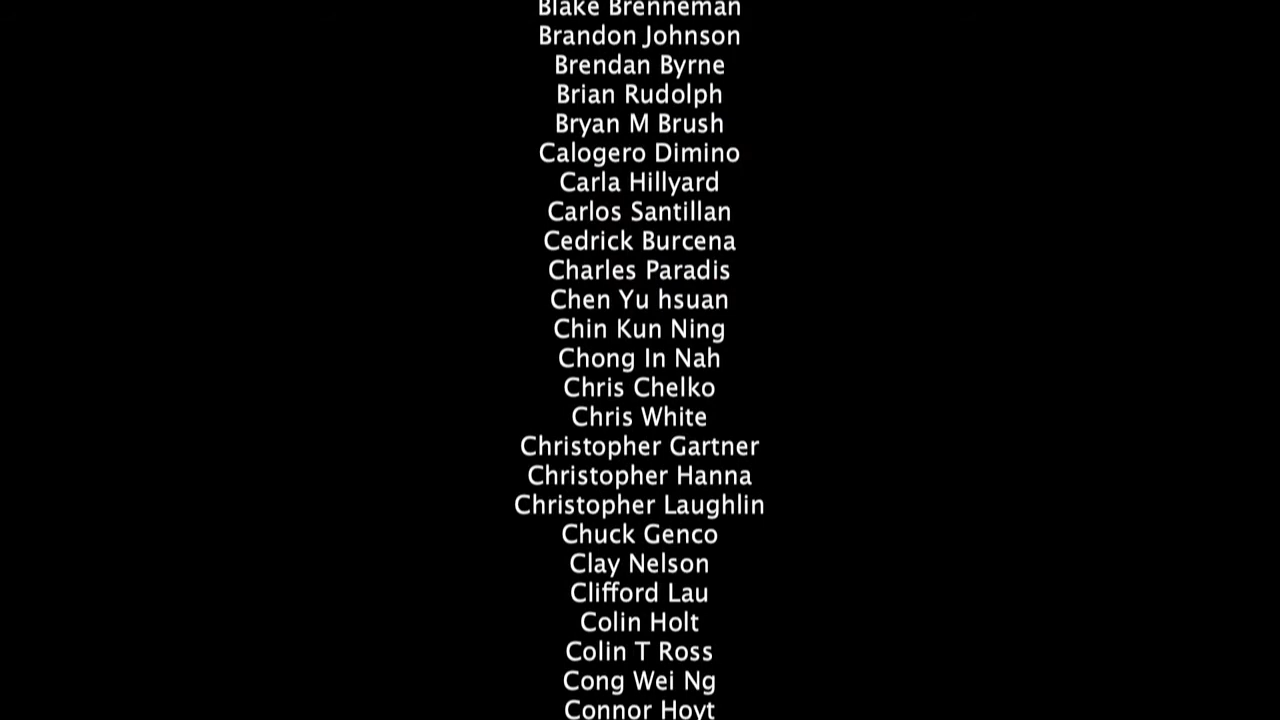 Blake Brenneman
Brandon Johnson
Brendan Byrne
Brian Rudolph
Bryan M Brush
Calogero Dimino
Carla Hillyard
Carlos Santillan
Cedrick Burcena
Charles Paradis
Chen Yu hsuan
Chin Kun Ning
Chong In Nah
Chris Chelko
Chris White
Christopher Gartner
Christopher Hanna
Christopher Laughlin
Chuck Genco
Clay Nelson
Clifford Lau
Colin Holt
Colin T Ross
Cong Wei Ng
Connor Hoyt